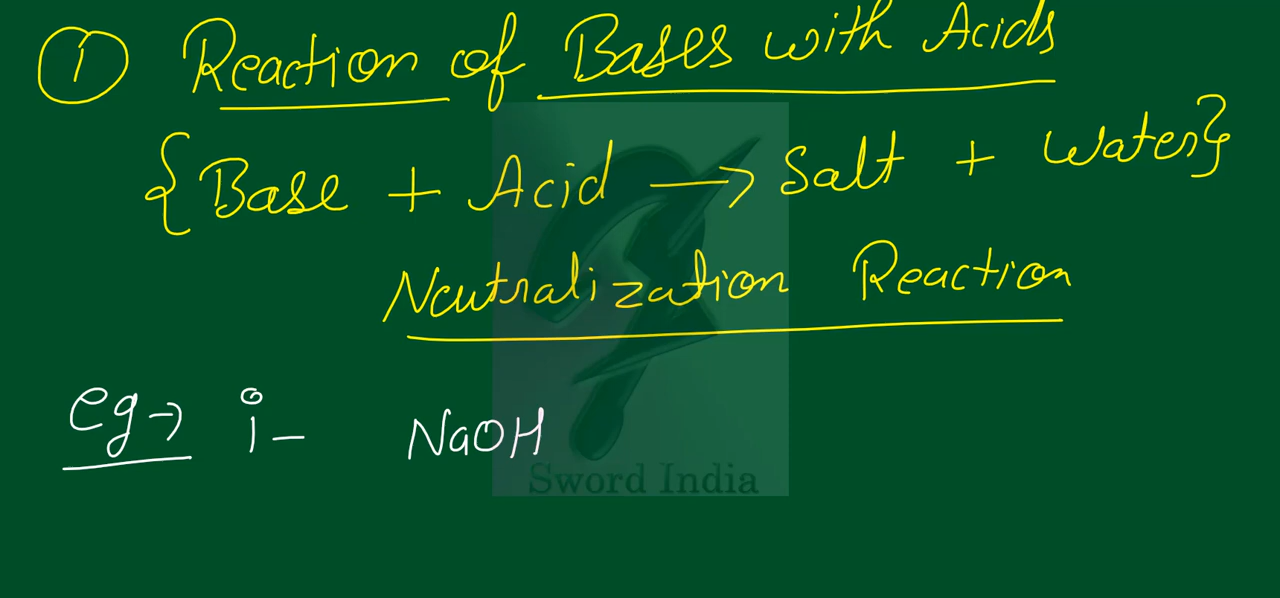 ① Reaction of Bases with Acids
{Base + Acid → Salt + Water}
Neutralization Reaction
eg → i - NaOH
Sword India